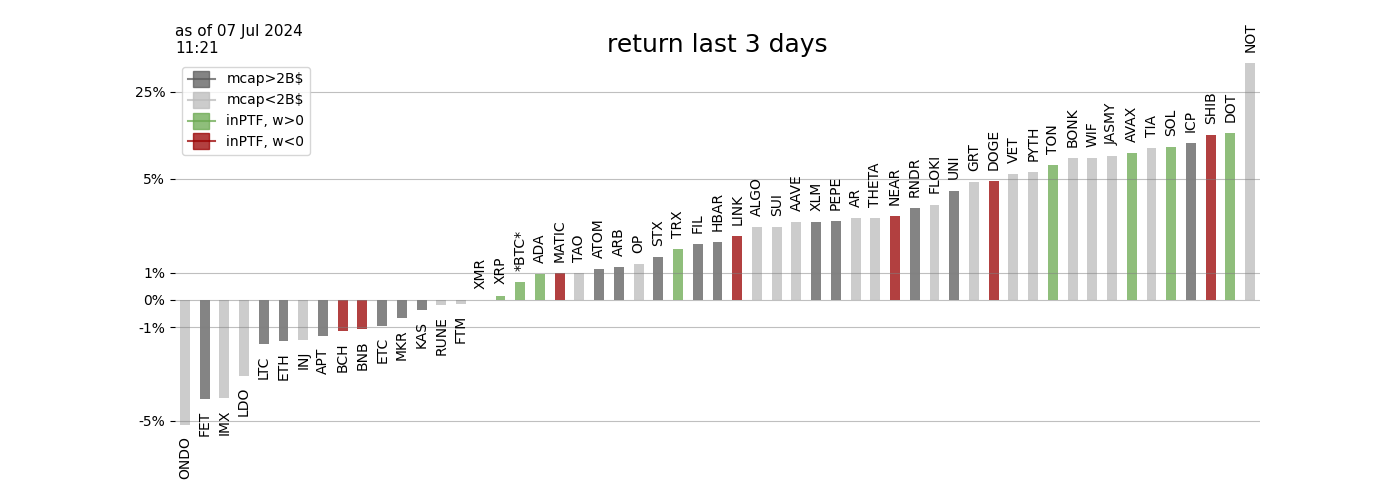 as of 07 Jul 2024
11:21
return last 3 days
mcap>2B$
mcap<2B$
inPTF, w>0
inPTF, w<0
25%
5%
1%
0%
-1%
-5%
ONDO
FET
IMX
LDO
LTC
ETH
INJ
APT
BCH
BNB
ETC
MKR
KAS
RUNE
FTM
XMR
XRP
*BTC*
ADA
MATIC
TAO
ATOM
ARB
OP
STX
TRX
FIL
HBAR
LINK
ALGO
SUI
AAVE
XLM
PEPE
AR
THETA
NEAR
RNDR
FLOKI
UNI
GRT
DOGE
VET
PYTH
TON
BONK
WIF
JASMY
AVAX
TIA
SOL
ICP
SHIB
DOT
NOT